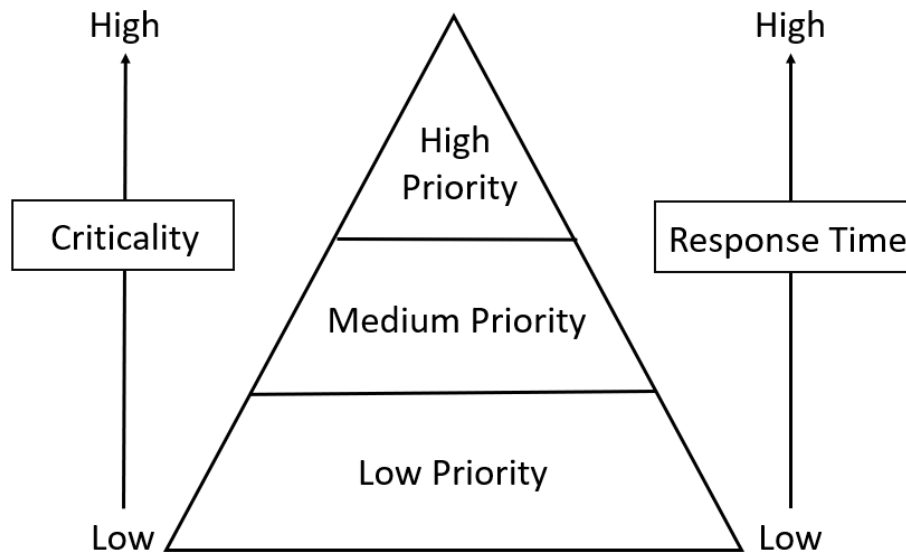 High
Criticality
Low
High
Priority
Medium Priority
Low Priority
High
Response Time
Low